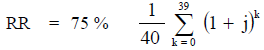 RR = 75 % 1/40 39 ∑ k = 0 (1 + j)^k